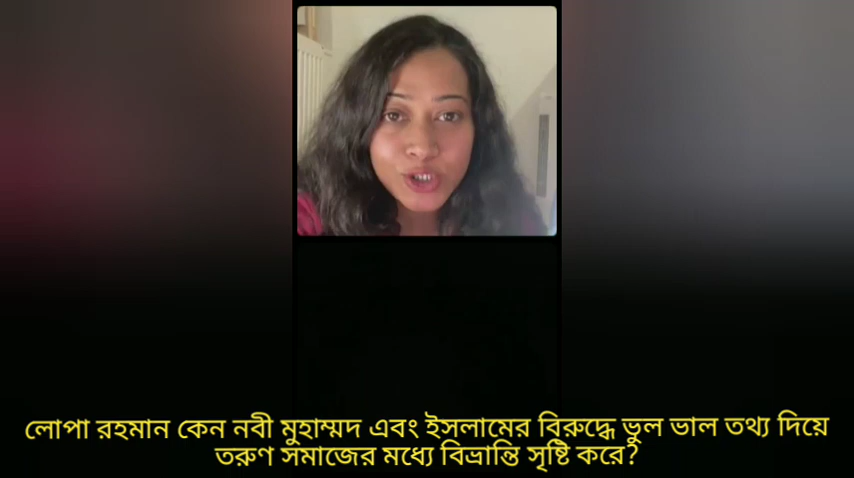 লোপা রহমান কেন নবী মুহাম্মদ এবং ইসলামের বিরুদ্ধে ভুল ভাল তথ্য দিয়ে
তরুণ সমাজের মধ্যে বিভ্রান্তি সৃষ্টি করে?